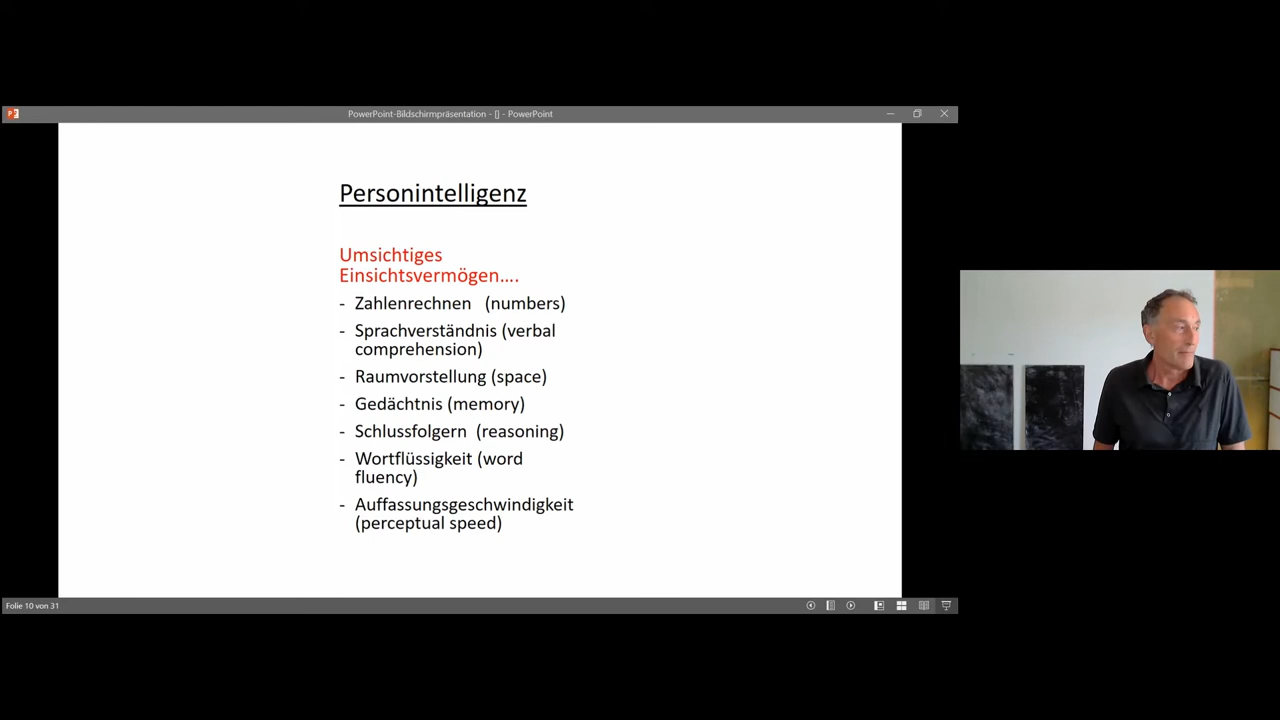 PowerPoint-Bildschirmpräsentation - [] - PowerPoint
Personintelligenz
Umsichtiges
Einsichtsvermögen....
- Zahlenrechnen (numbers)
- Sprachverständnis (verbal
comprehension)
- Raumvorstellung (space)
- Gedächtnis (memory)
- Schlussfolgern (reasoning)
- Wortflüssigkeit (word
fluency)
- Auffassungsgeschwindigkeit
(perceptual speed)
Folie 10 von 31